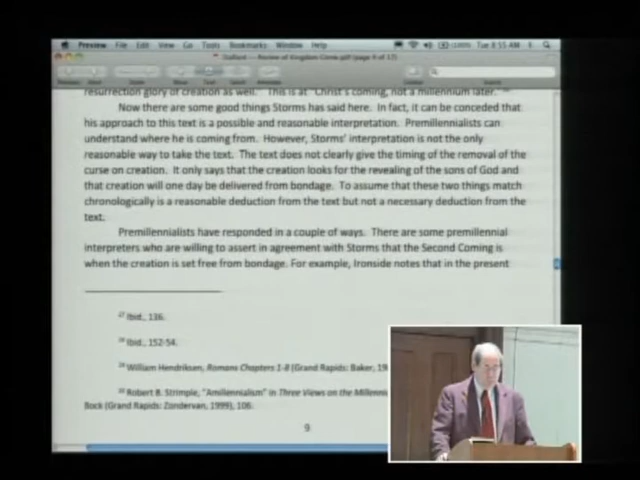 Preview File Edit View Go Tools Bookmarks Window Help Tue 8:55 AM
resurrection glory of creation as well." This is at "Christ's coming, not a millennium later."
Now there are some good things Storms has said here. In fact, it can be conceded that
his approach to this text is a possible and reasonable interpretation. Premillennialists can
understand where he is coming from. However, Storms' interpretation is not the only
reasonable way to take the text. The text does not clearly give the timing of the removal of the
curse on creation. It only says that the creation looks for the revealing of the sons of God and
that creation will one day be delivered from bondage. To assume that these two things match
chronologically is a reasonable deduction from the text but not a necessary deduction from the
text.
Premillennialists have responded in a couple of ways. There are some premillennial
interpreters who are willing to assert in agreement with Storms that the Second Coming is
when the creation is set free from bondage. For example, Ironside notes that in the present
Ibid., 136.
Ibid., 152-54.
William Hendriksen, Romans Chapters 1-8 (Grand Rapids: Baker, 19
Robert B. Strimple, "Amillennialism" in Three Views on the Millenni
Bock (Grand Rapids: Zondervan, 1999), 106.
9